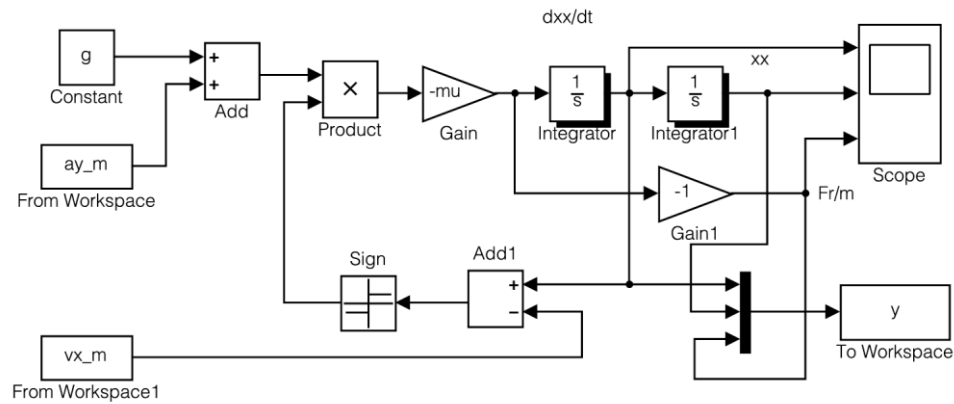 dxx/dt
g
Constant
+
+
Add
×
Product
-mu
Gain
1
s
Integrator
xx
1
s
Integrator1
Scope
ay_m
From Workspace
-1
Gain1
Fr/m
Sign
Add1
+
−
y
To Workspace
vx_m
From Workspace1